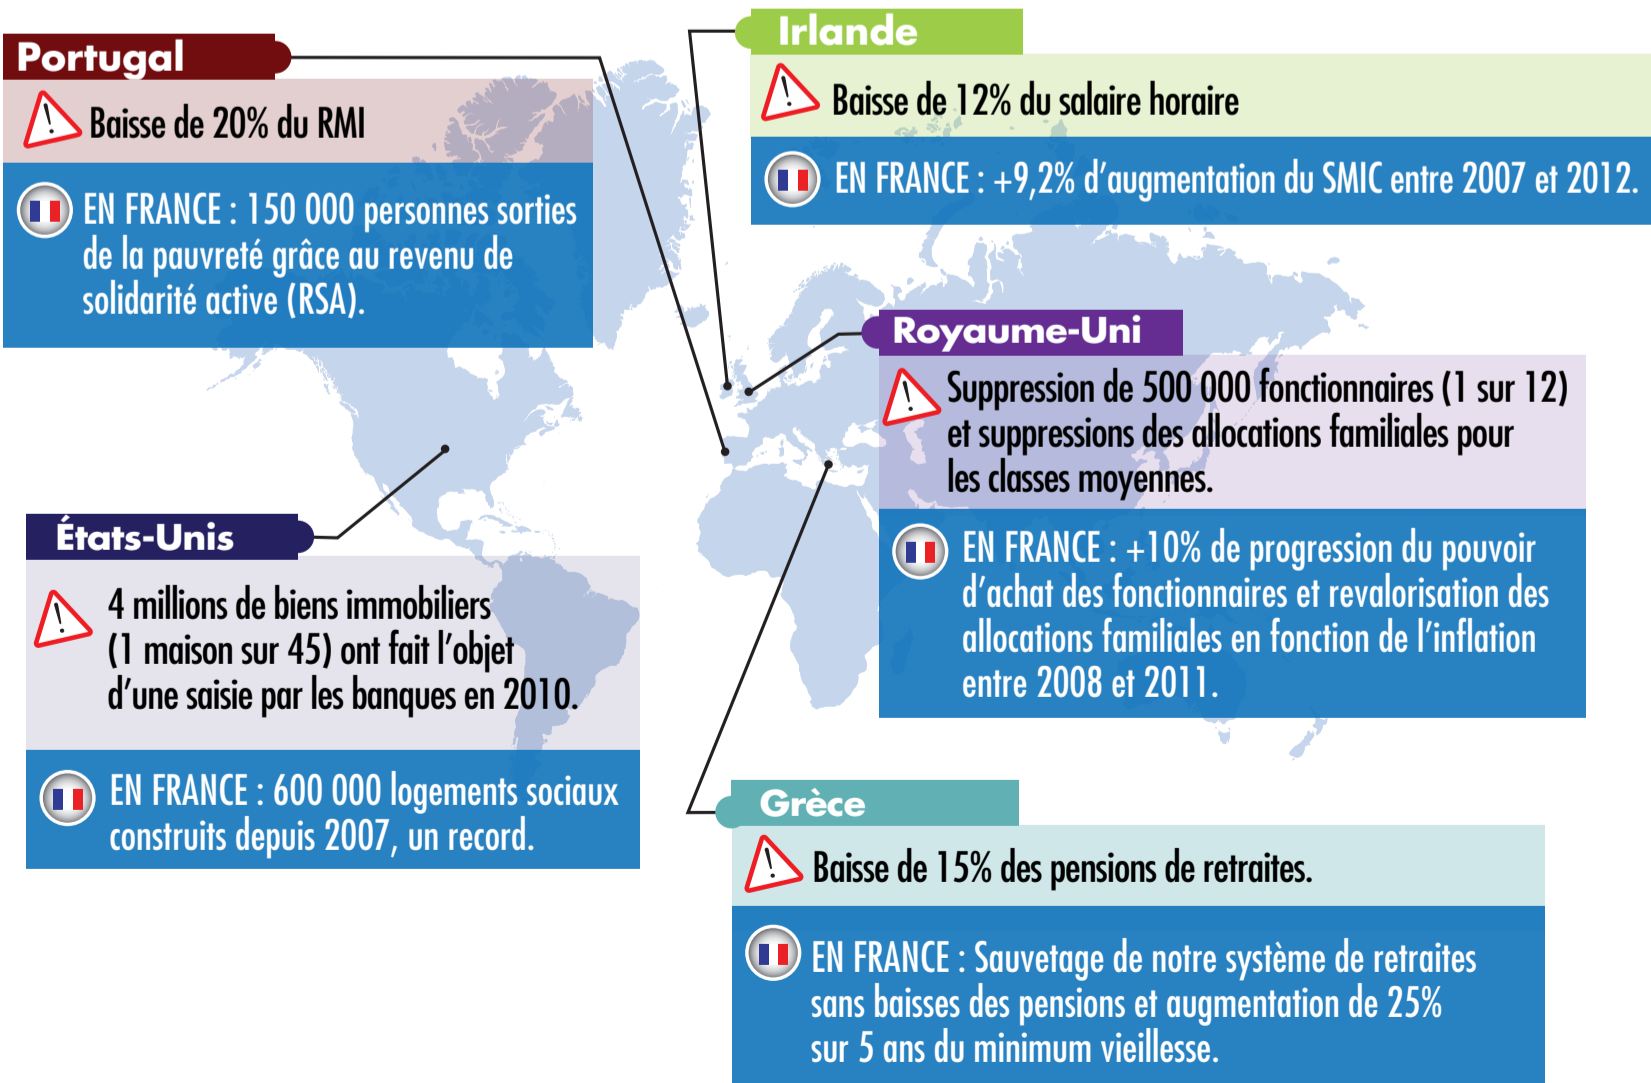 Portugal
Baisse de 20% du RMI
EN FRANCE : 150 000 personnes sorties
de la pauvreté grâce au revenu de
solidarité active (RSA).
Irlande
Baisse de 12% du salaire horaire
EN FRANCE : +9,2% d’augmentation du SMIC entre 2007 et 2012.
Royaume-Uni
Suppression de 500 000 fonctionnaires (1 sur 12)
et suppressions des allocations familiales pour
les classes moyennes.
EN FRANCE : +10% de progression du pouvoir
d’achat des fonctionnaires et revalorisation des
allocations familiales en fonction de l’inflation
entre 2008 et 2011.
États-Unis
4 millions de biens immobiliers
(1 maison sur 45) ont fait l’objet
d’une saisie par les banques en 2010.
EN FRANCE : 600 000 logements sociaux
construits depuis 2007, un record.
Grèce
Baisse de 15% des pensions de retraites.
EN FRANCE : Sauvetage de notre système de retraites
sans baisses des pensions et augmentation de 25%
sur 5 ans du minimum vieillesse.